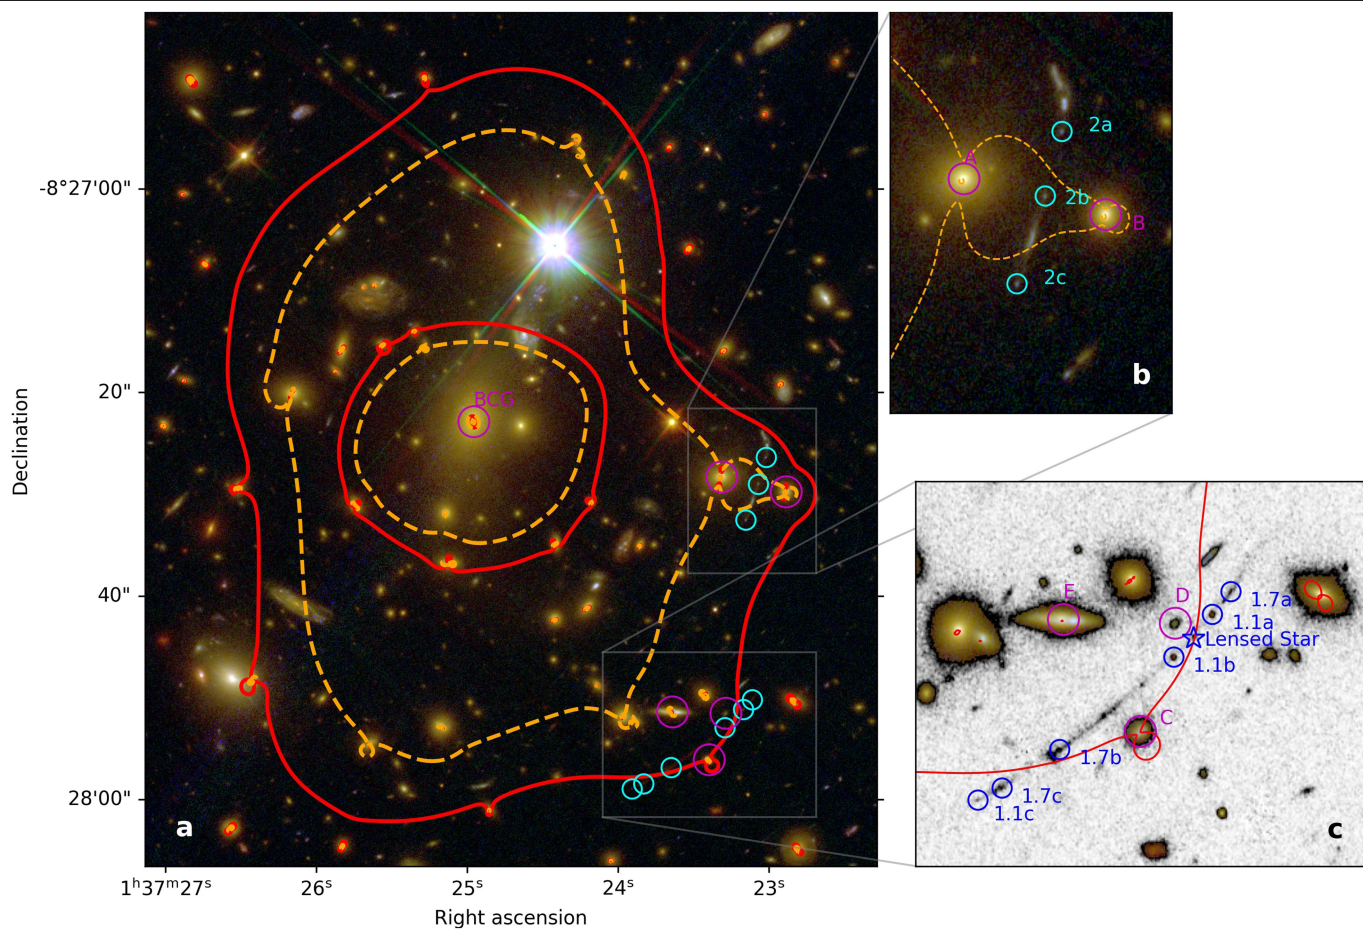 -8°27'00"
20"
40"
28'00"
Declination
1ʰ37ᵐ27ˢ
26ˢ
25ˢ
24ˢ
23ˢ
Right ascension
BCG
a
A
2a
2b
B
2c
b
E
D
1.7a
1.1a
Lensed Star
1.1b
C
1.7b
1.7c
1.1c
c